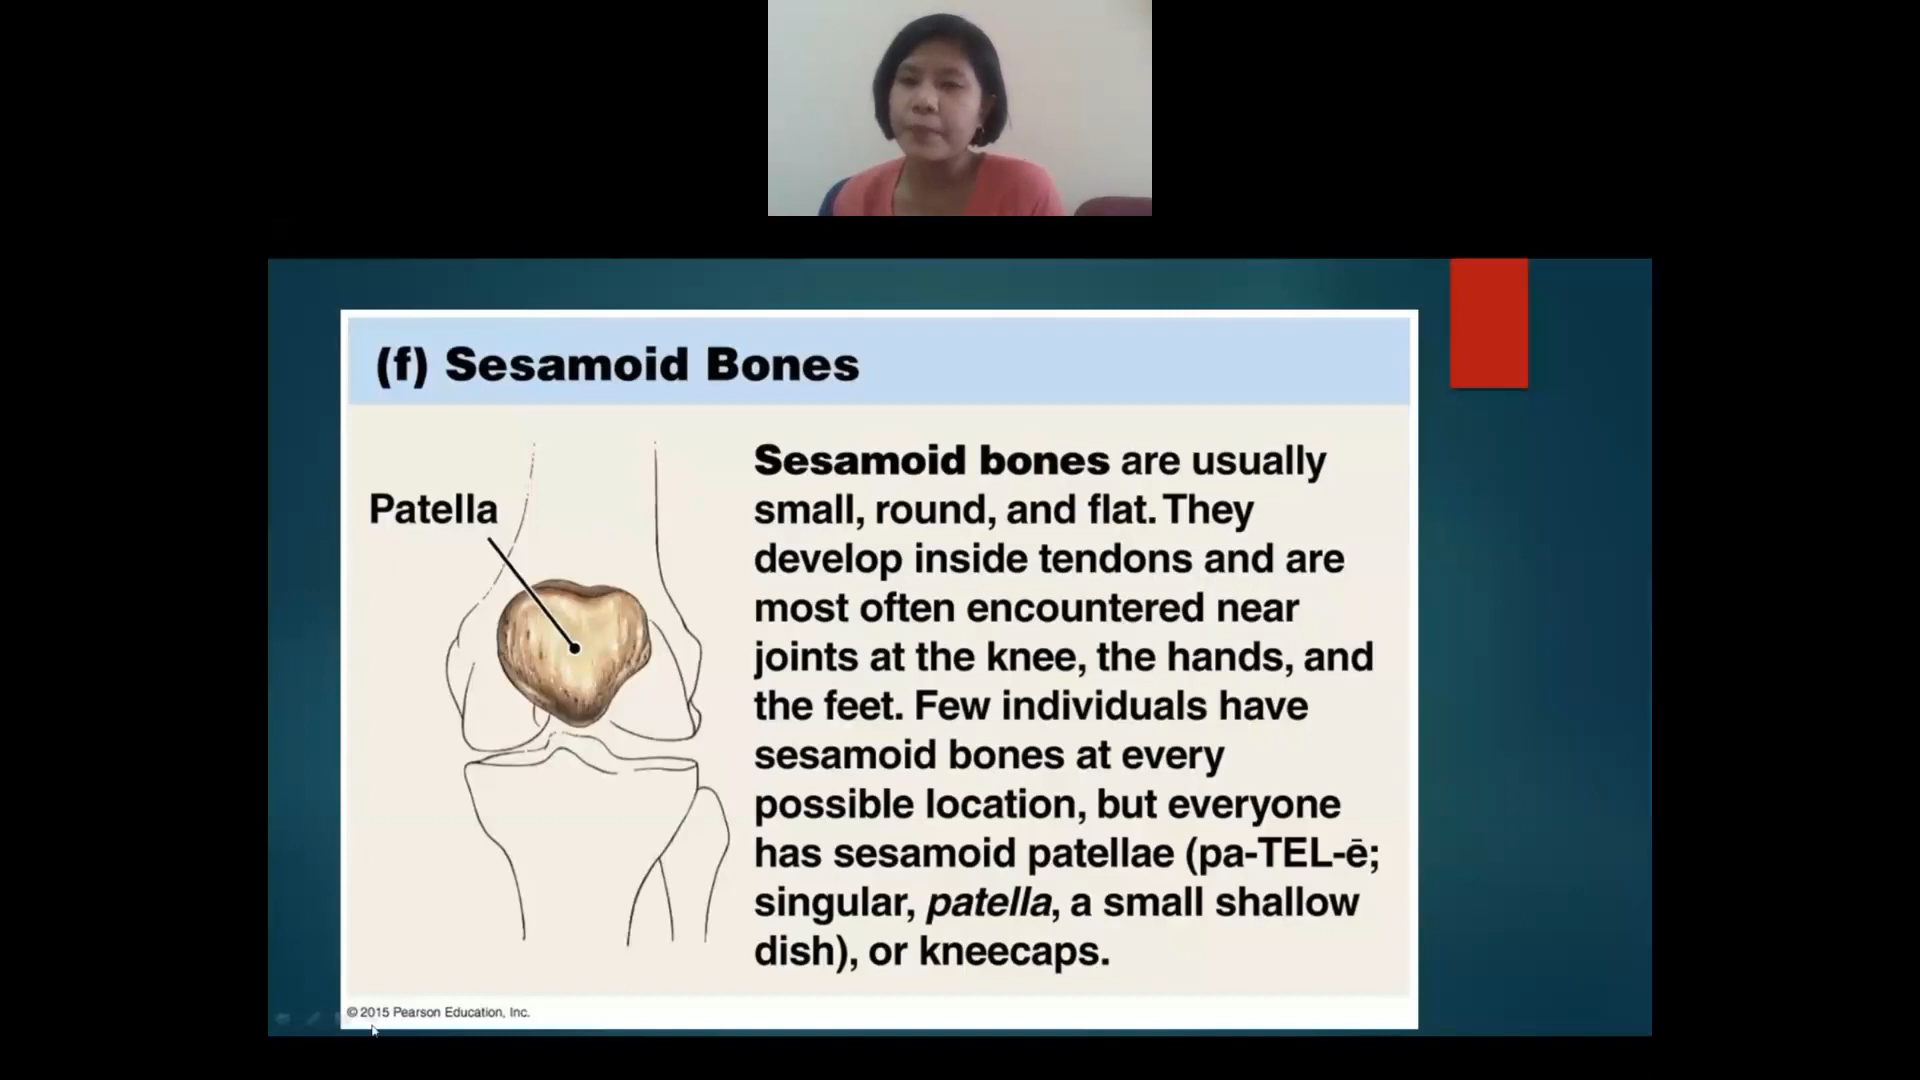 (f) Sesamoid Bones
Patella
Sesamoid bones are usually
small, round, and flat. They
develop inside tendons and are
most often encountered near
joints at the knee, the hands, and
the feet. Few individuals have
sesamoid bones at every
possible location, but everyone
has sesamoid patellae (pa-TEL-ē;
singular, patella, a small shallow
dish), or kneecaps.
© 2015 Pearson Education, Inc.